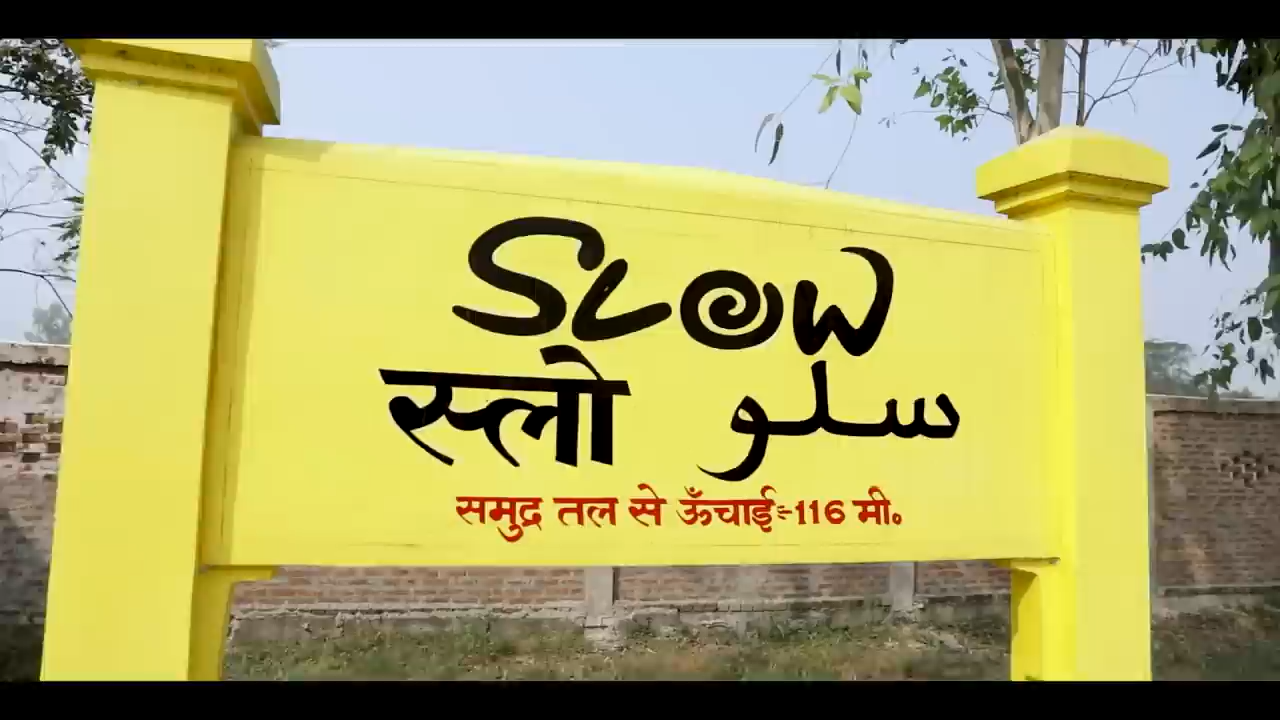 SLOW
स्लो سلو
समुद्र तल से ऊँचाई:-116 मी॰